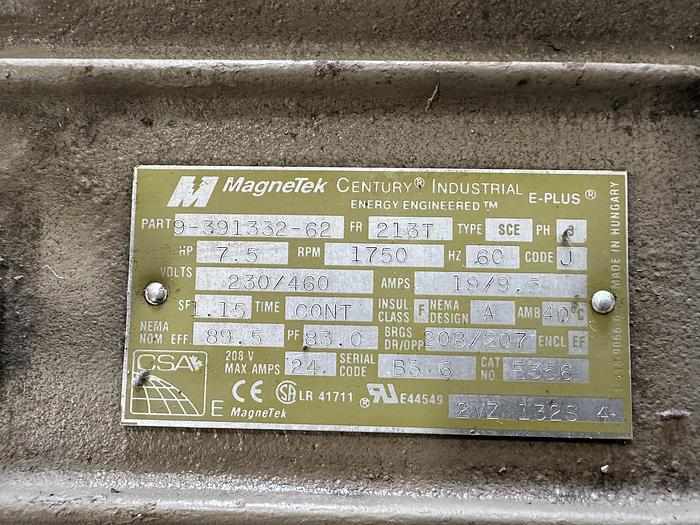 MagneTek CENTURY® INDUSTRIAL E-PLUS®
ENERGY ENGINEERED™
PART 9-391332-62 FR 213T TYPE SCE PH 3
HP 7.5 RPM 1750 HZ 60 CODE J
VOLTS 230/460 AMPS 19/9.5
SF 1.15 TIME CONT INSUL CLASS F NEMA DESIGN A AMB 40°C
NEMA NOM. EFF. 89.5 PF 83.0 BRGS DR/OPP 208/207 ENCL EF
208 V MAX AMPS 24. SERIAL CODE BS 6 CAT NO. E356
CSA
CE SA LR 41711 ® UR E44549
E MagneTek 2VZ 132S 4
MADE IN HUNGARY